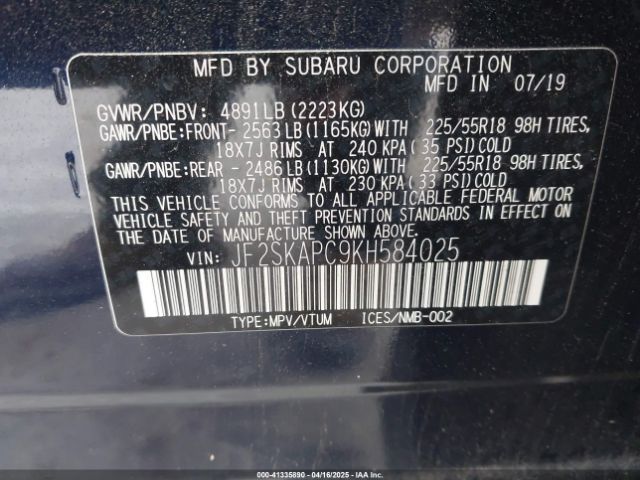 MFD BY SUBARU CORPORATION
MFD IN 07/19
GVWR/PNBV: 4891LB (2223KG)
GAWR/PNBE:FRONT- 2563LB (1165KG) WITH 225/55R18 98H TIRES,
18X7J RIMS AT 240 KPA (35 PSI) COLD
GAWR/PNBE:REAR - 2486LB (1130KG) WITH 225/55R18 98H TIRES,
18X7J RIMS AT 230 KPA (33 PSI) COLD
THIS VEHICLE CONFORMS TO ALL APPLICABLE FEDERAL MOTOR
VEHICLE SAFETY AND THEFT PREVENTION STANDARDS IN EFFECT ON
THE DATE OF MANUFACTURE SHOWN ABOVE.
VIN: JF2SKAPC9KH584025
TYPE:MPV/VTUM ICES/NMB-002
000-41335890 - 04/16/2025 - IAAI.COM